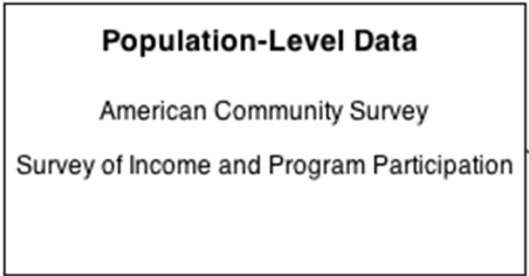 Population-Level Data
American Community Survey
Survey of Income and Program Participation